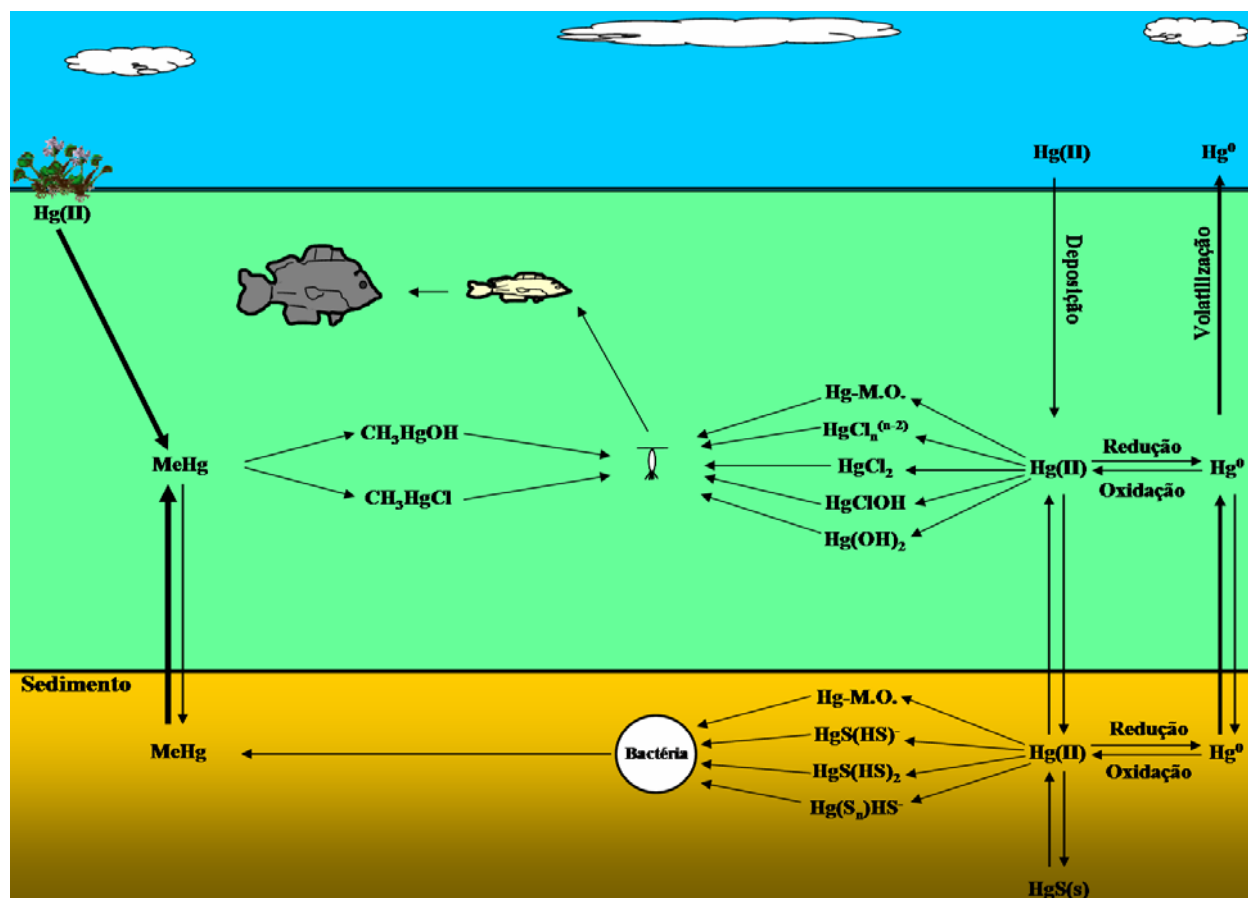 Hg(II)
Hg⁰
Hg(II)
Deposição
Volatilização
Hg-M.O.
HgClₙ⁽ⁿ⁻²⁾
CH₃HgOH
MeHg
HgCl₂
Hg(II)
Redução
Oxidação
Hg⁰
CH₃HgCl
HgClOH
Hg(OH)₂
Sedimento
Hg-M.O.
HgS(HS)⁻
MeHg
Bactéria
Hg(II)
Redução
Oxidação
Hg⁰
HgS(HS)₂
Hg(Sₙ)HS⁻
HgS(s)